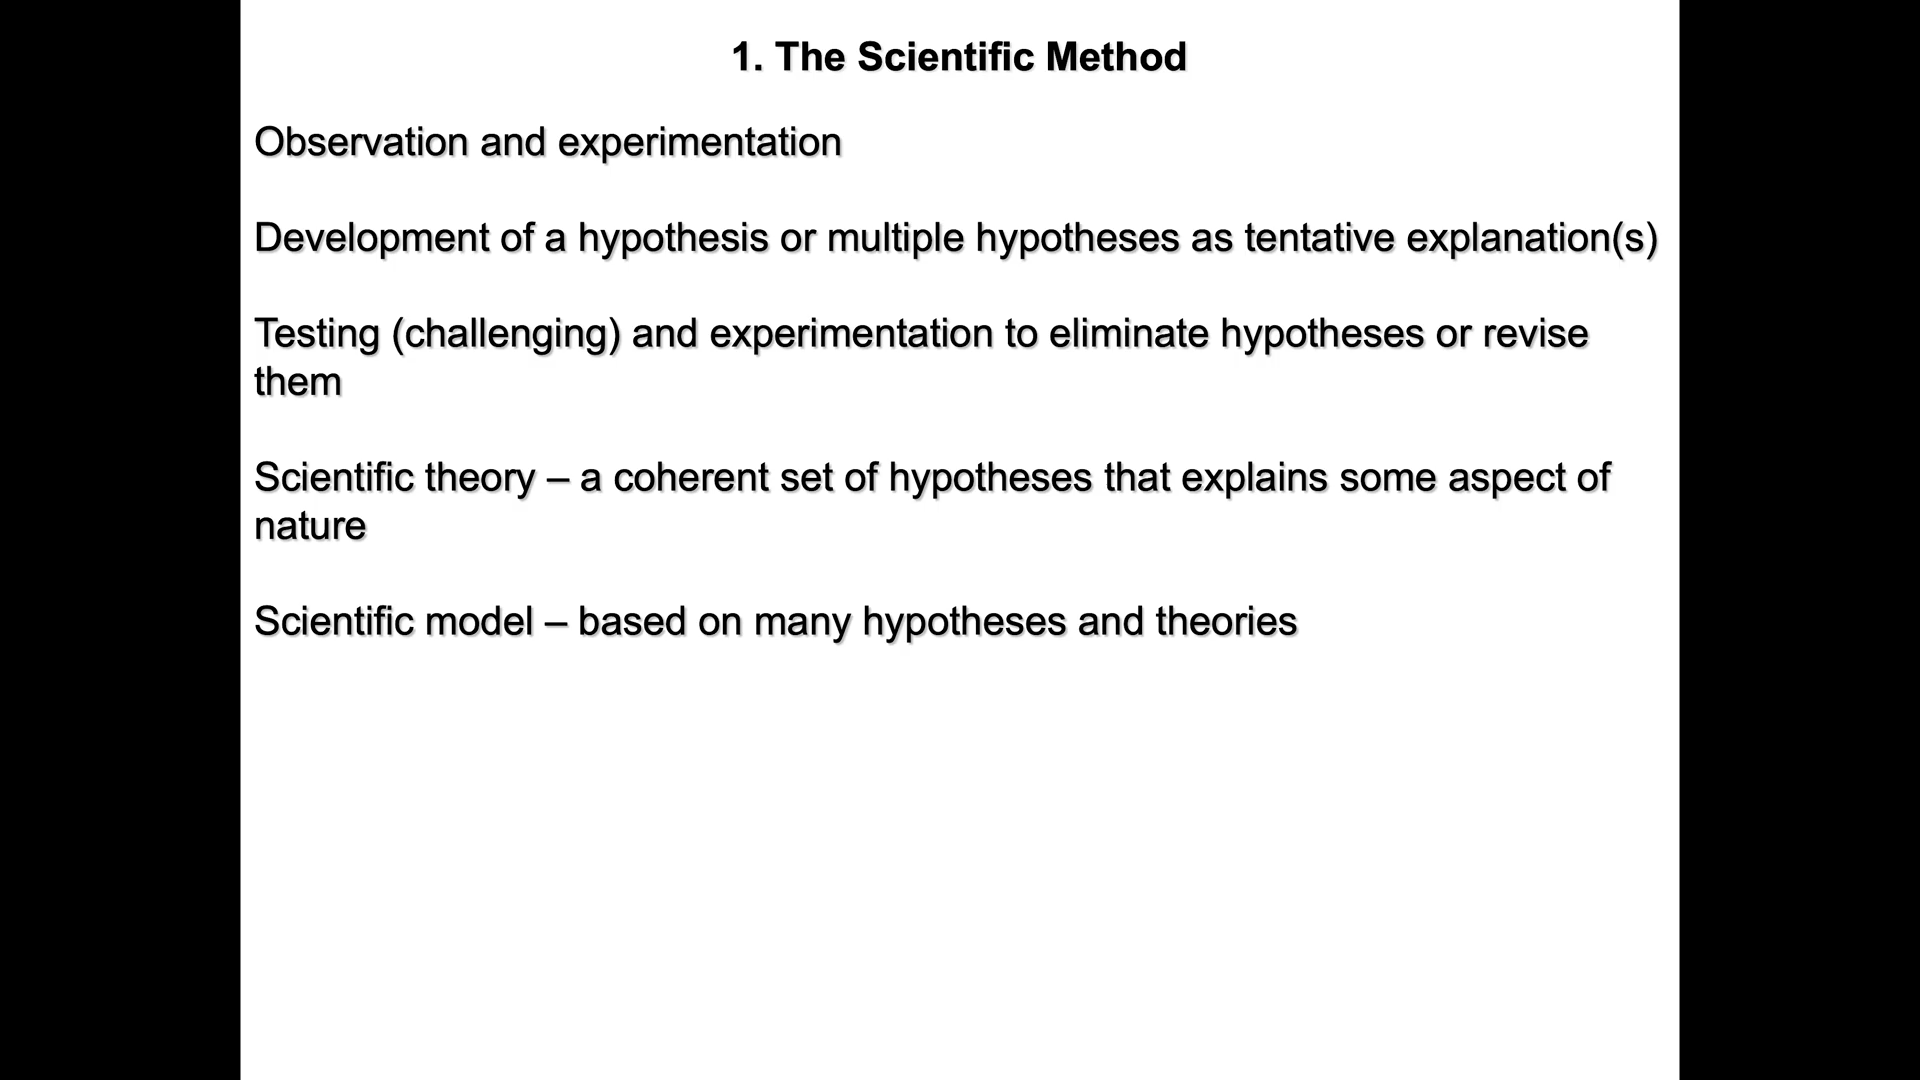 1. The Scientific Method
Observation and experimentation
Development of a hypothesis or multiple hypotheses as tentative explanation(s)
Testing (challenging) and experimentation to eliminate hypotheses or revise
them
Scientific theory – a coherent set of hypotheses that explains some aspect of
nature
Scientific model – based on many hypotheses and theories